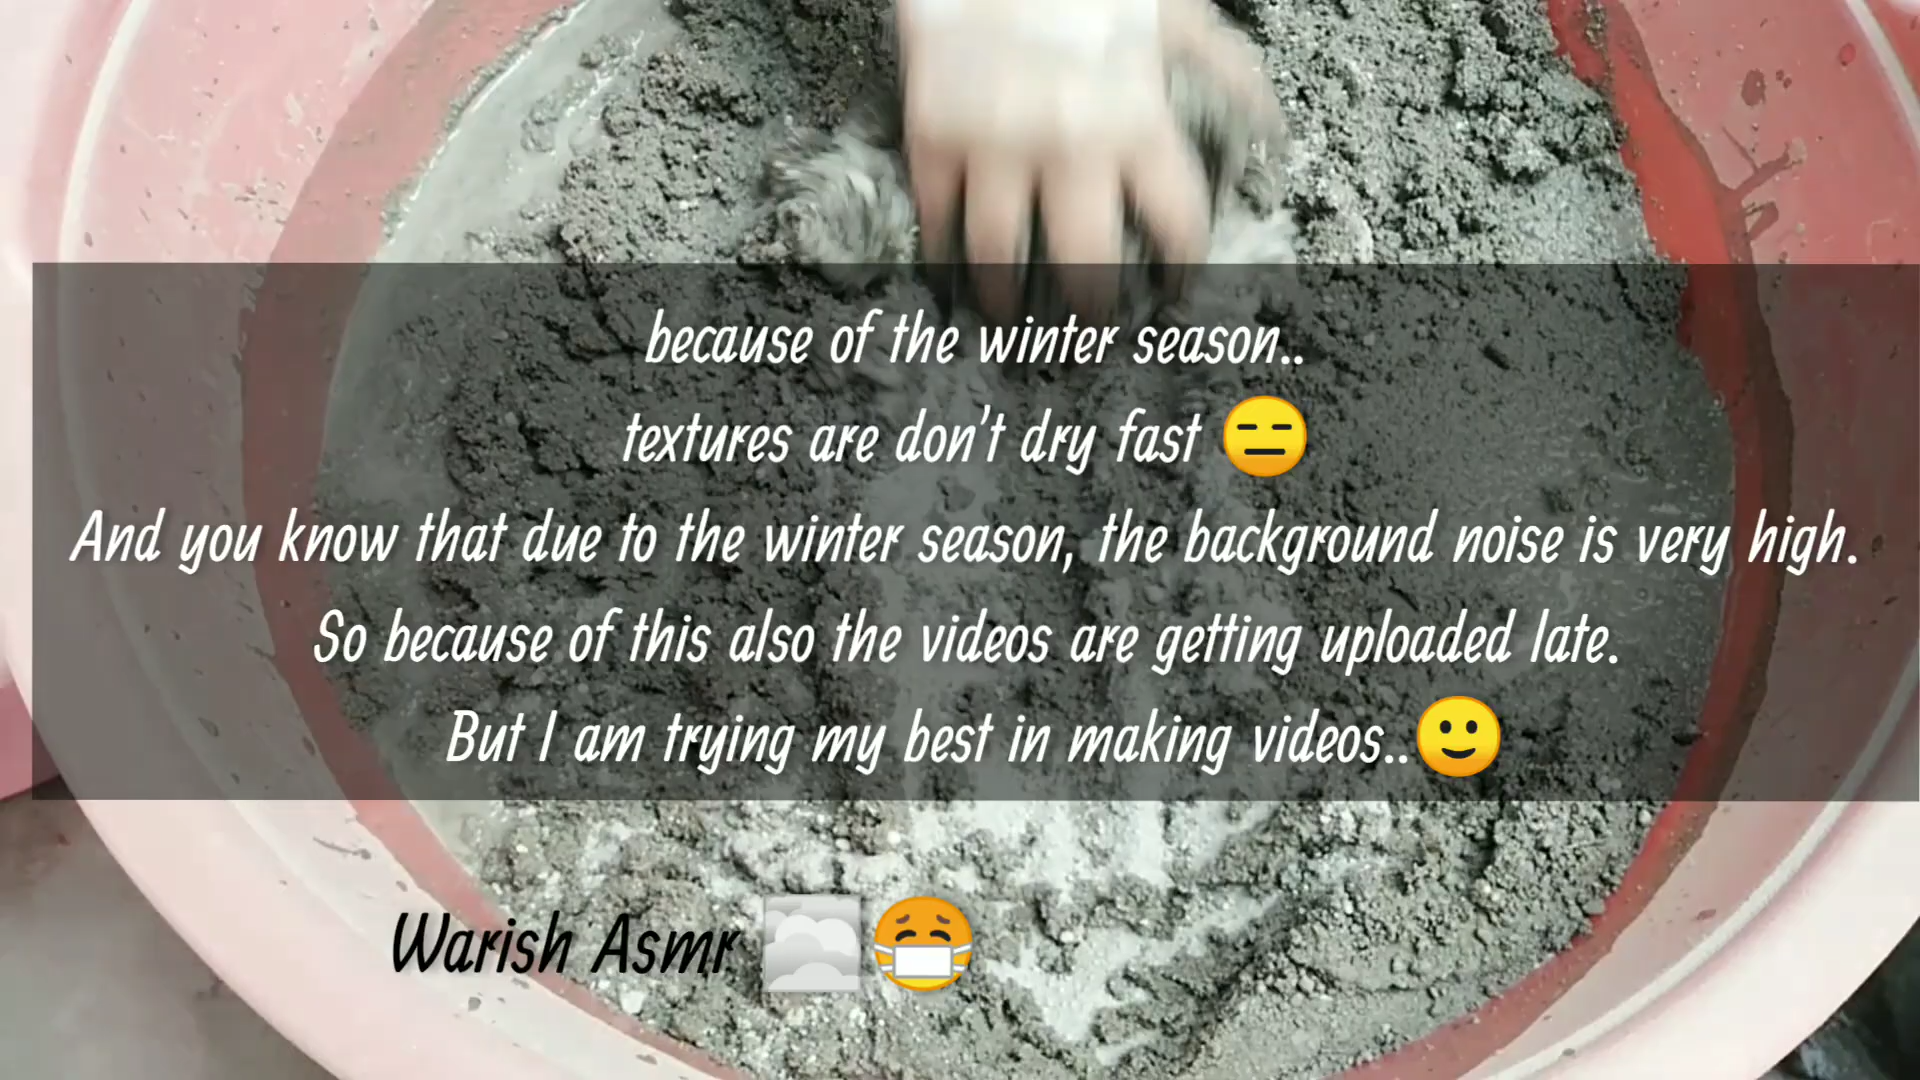 because of the winter season..
textures are don't dry fast 😑
And you know that due to the winter season, the background noise is very high.
So because of this also the videos are getting uploaded late.
But I am trying my best in making videos..🙂
Warish Asmr 🌫️😷